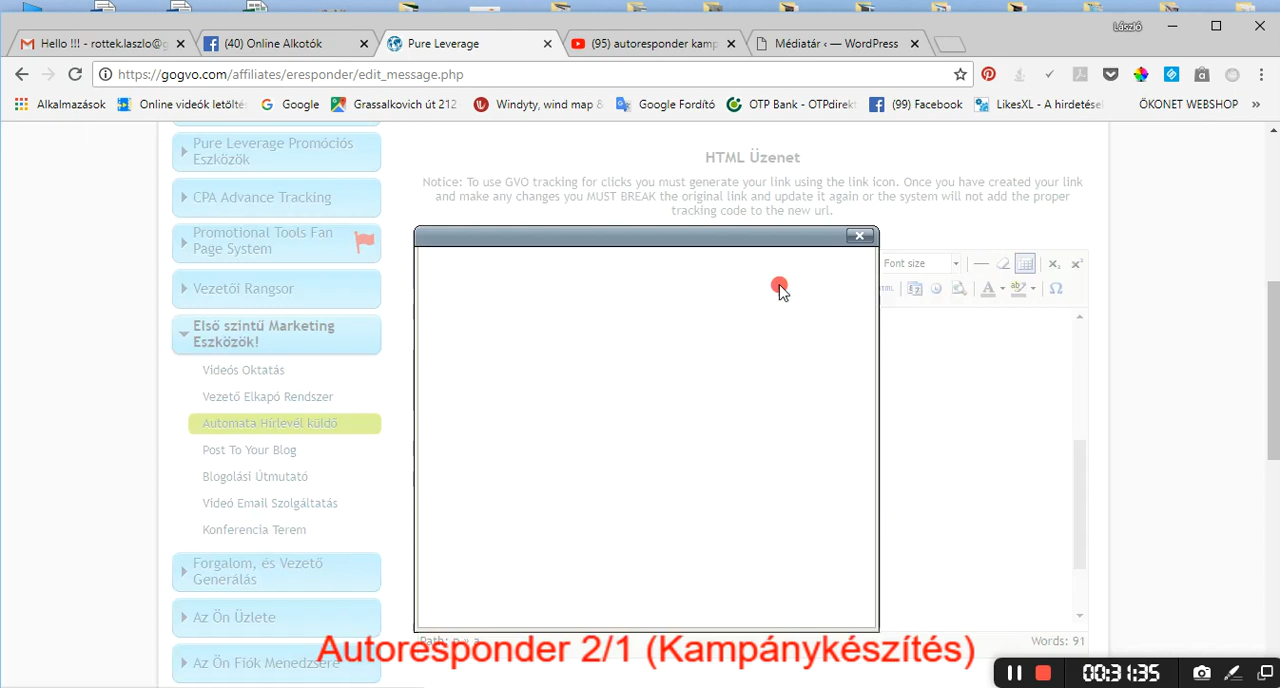 László
Hello !!! - rottek.laszlo@g
(40) Online Alkotók
Pure Leverage
(95) autoresponder kamp
Médiatár ‹ — WordPress
https://gogvo.com/affiliates/eresponder/edit_message.php
Alkalmazások
Online videók letölté
Google
Grassalkovich út 212
Windyty, wind map &
Google Fordító
OTP Bank - OTPdirekt
(99) Facebook
LikesXL - A hirdetése
ÖKONET WEBSHOP
»
Pure Leverage Promóciós
Eszközök
CPA Advance Tracking
Promotional Tools Fan
Page System
Vezetői Rangsor
Első szintű Marketing
Eszközök!
Videós Oktatás
Vezető Elkapó Rendszer
Automata Hírlevél küldő
Post To Your Blog
Blogolási Útmutató
Videó Email Szolgáltatás
Konferencia Terem
Forgalom, és Vezető
Generálás
Az Ön Üzlete
Az Ön Fiók Menedzsere
HTML Üzenet
Notice: To use GVO tracking for clicks you must generate your link using the link icon. Once you have created your link
and make any changes you MUST BREAK the original link and update it again or the system will not add the proper
tracking code to the new url.
Font size
Path: p » a
Words: 91
Autoresponder 2/1 (Kampánykészítés)
00:31:35